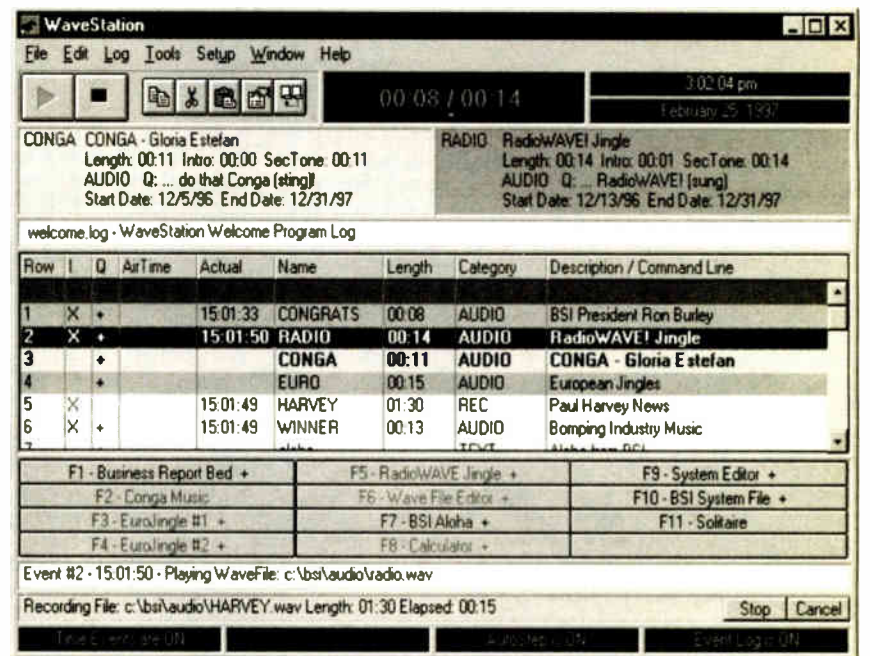 WaveStation
File Edit Log Tools Setup Window Help
00:08 / 00:14
3:02:04 pm
February 25, 1997
CONGA CONGA - Gloria Estefan
Length: 00:11 Intro: 00:00 SecTone: 00:11
AUDIO Q: ... do that Conga (sting)!
Start Date: 12/5/96 End Date: 12/31/97
RADIO RadioWAVE! Jingle
Length: 00:14 Intro: 00:01 SecTone: 00:14
AUDIO Q: ... RadioWAVE! (sung)
Start Date: 12/13/96 End Date: 12/31/97
welcome.log - WaveStation Welcome Program Log
Row I Q AirTime Actual Name Length Category Description / Command Line
1 X + 15:01:33 CONGRATS 00:08 AUDIO BSI President Ron Burley
2 X + 15:01:50 RADIO 00:14 AUDIO RadioWAVE! Jingle
3 + CONGA 00:11 AUDIO CONGA - Gloria Estefan
4 + EURO 00:15 AUDIO European Jingles
5 X 15:01:49 HARVEY 01:30 REC Paul Harvey News
6 X + 15:01:49 WINNER 00:13 AUDIO Bomping Industry Music
F1 - Business Report Bed + F5 - RadioWAVE Jingle + F9 - System Editor +
F2 - Conga Music F6 - Wave File Editor + F10 - BSI System File +
F3 - EuroJingle #1 + F7 - BSI Aloha + F11 - Solitaire
F4 - EuroJingle #2 + F8 - Calculator +
Event #2 - 15:01:50 - Playing WaveFile: c:\bsi\audio\radio.wav
Recording File: c:\bsi\audio\HARVEY.wav Length: 01:30 Elapsed: 00:15 Stop Cancel
Time Events are ON Autostep is ON Event Log is ON